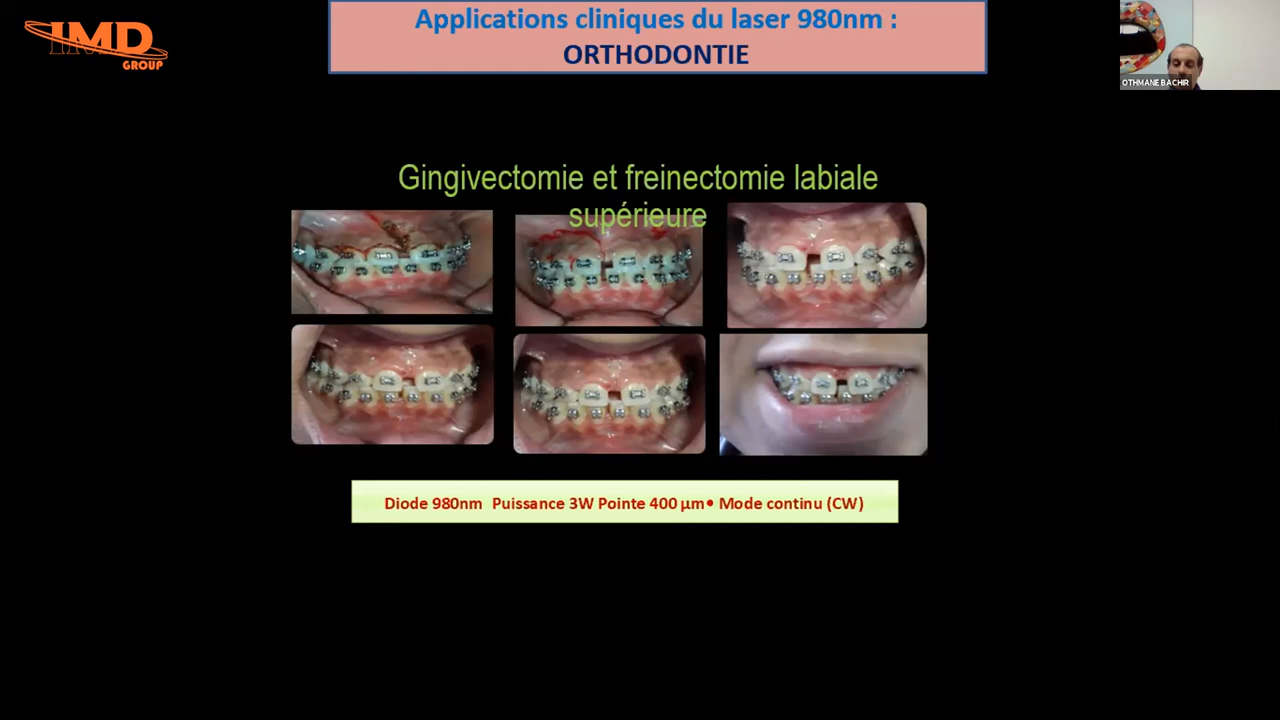 IMD
GROUP
Applications cliniques du laser 980nm :
ORTHODONTIE
OTHMANE BACHIR
Gingivectomie et freinectomie labiale
supérieure
Diode 980nm Puissance 3W Pointe 400 µm• Mode continu (CW)